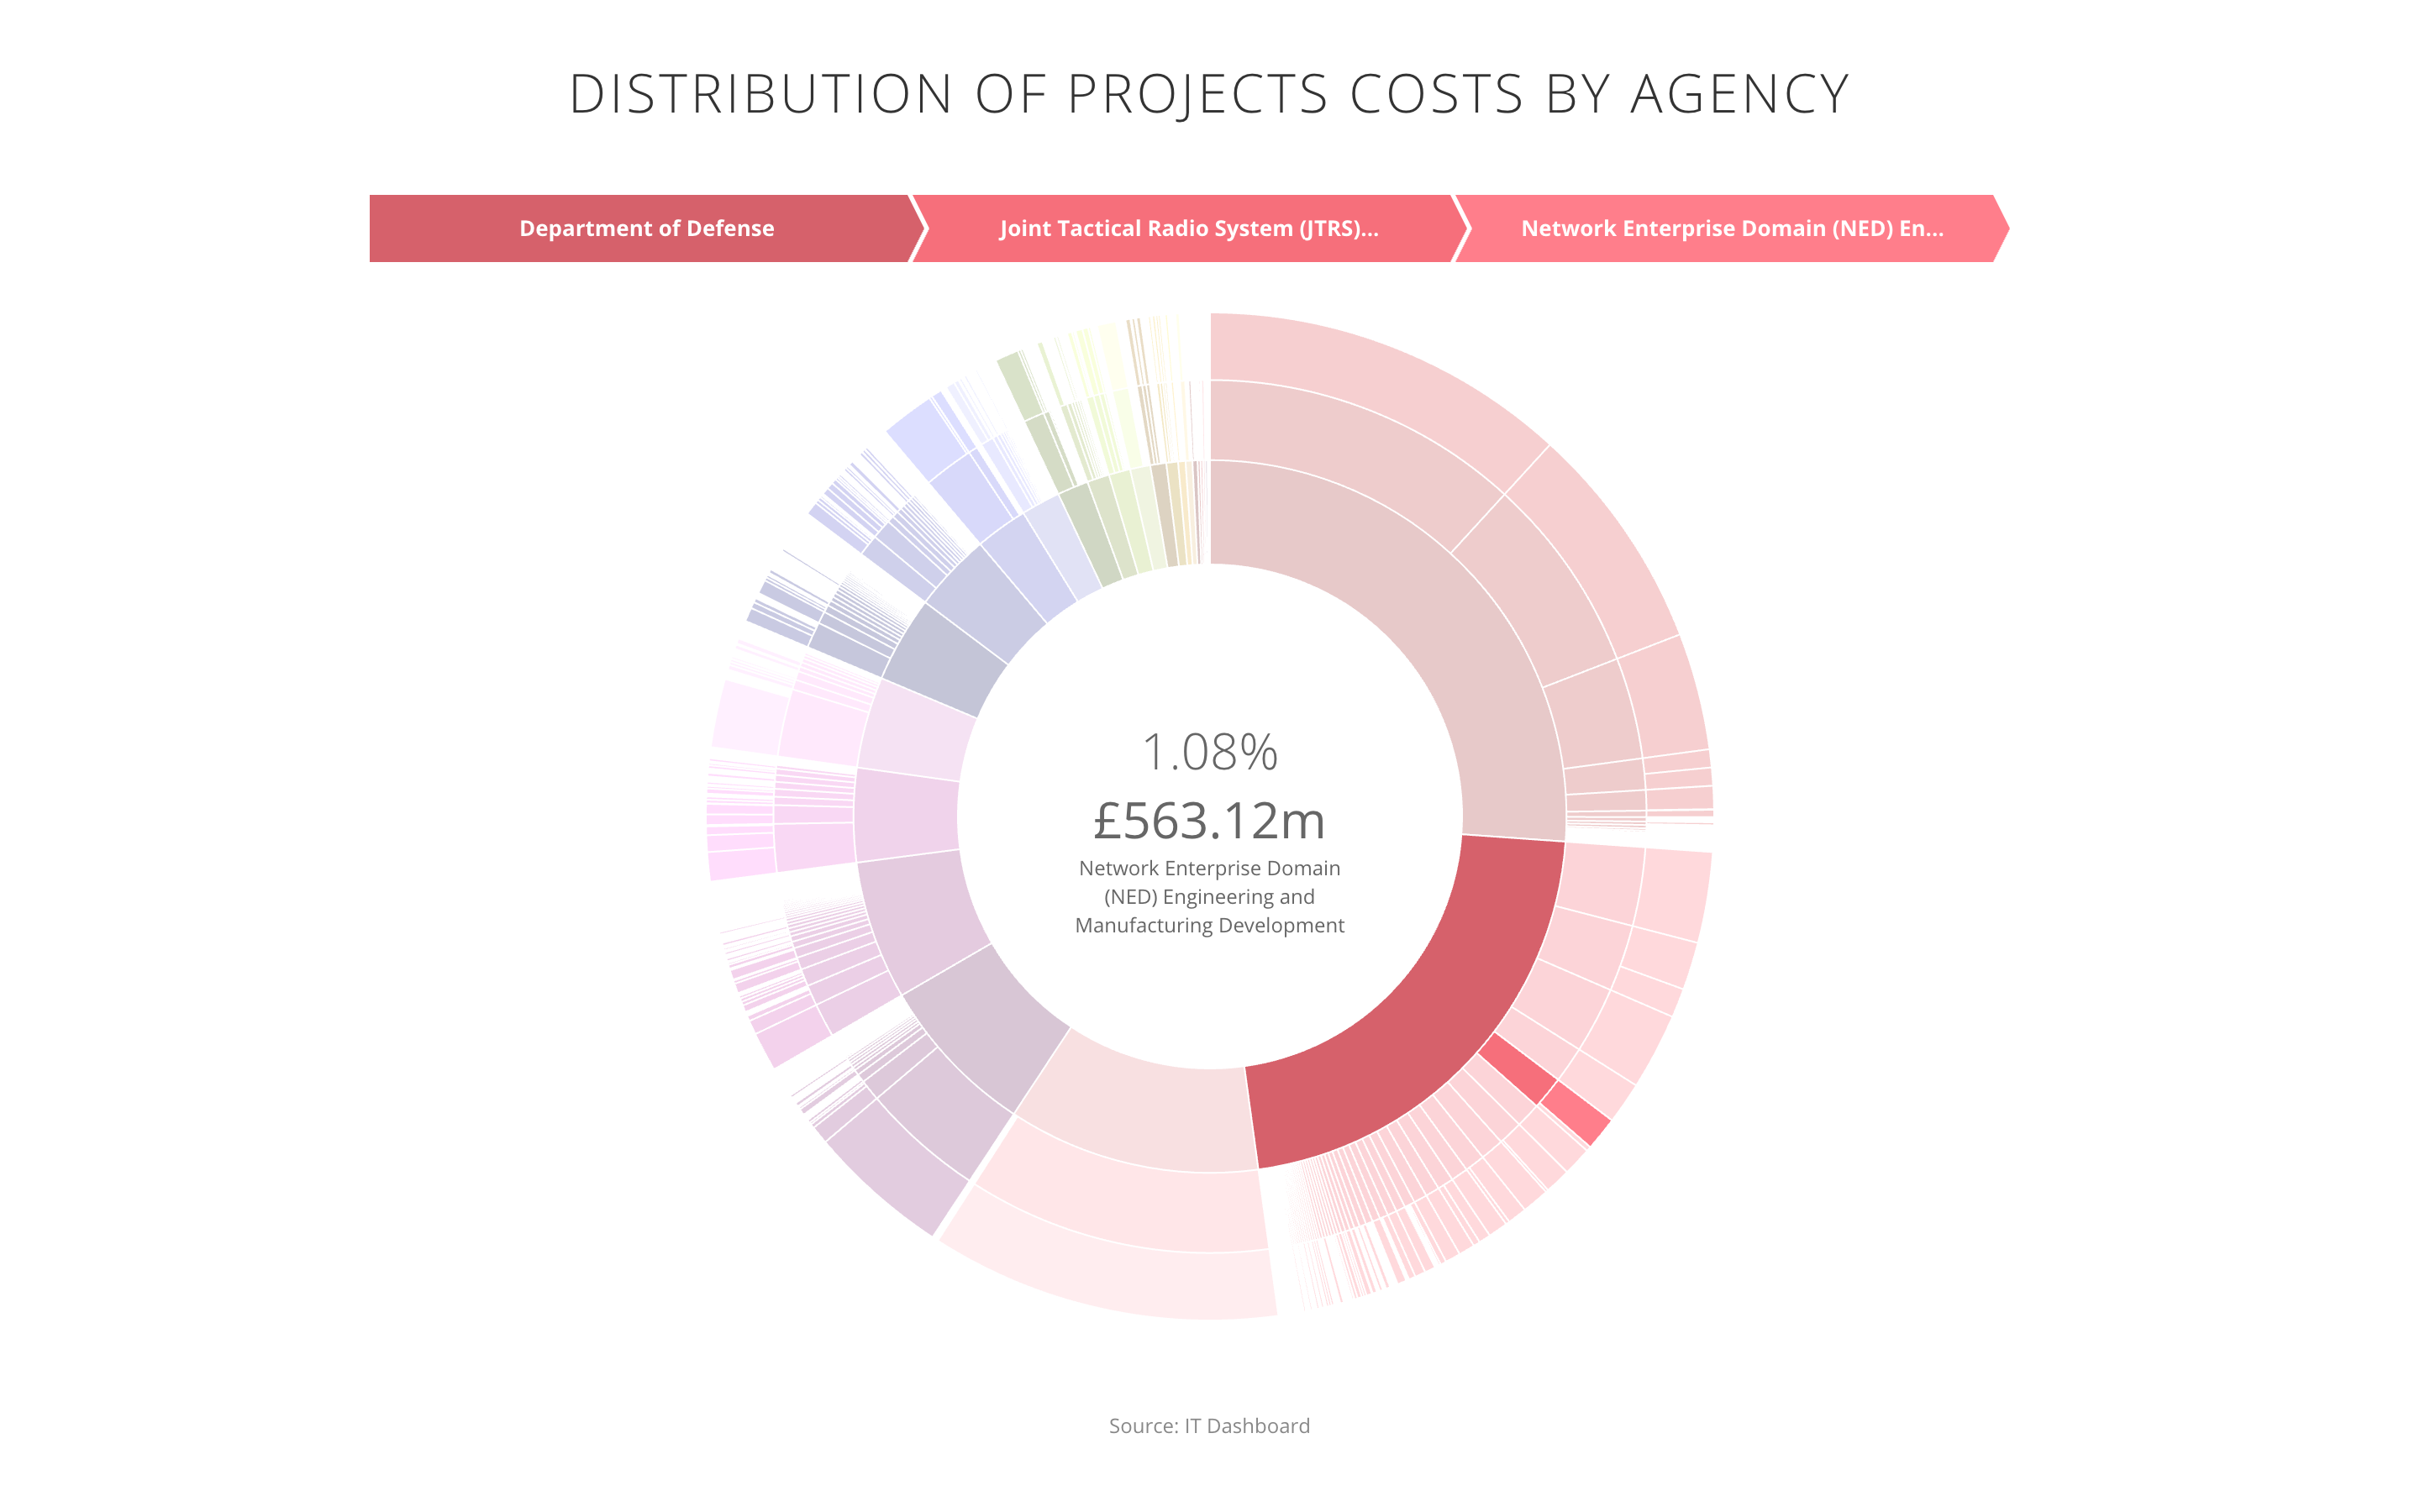 DISTRIBUTION OF PROJECTS COSTS BY AGENCY
Department of Defense
Joint Tactical Radio System (JTRS)...
Network Enterprise Domain (NED) En...
1.08%
£563.12m
Network Enterprise Domain
(NED) Engineering and
Manufacturing Development
Source: IT Dashboard